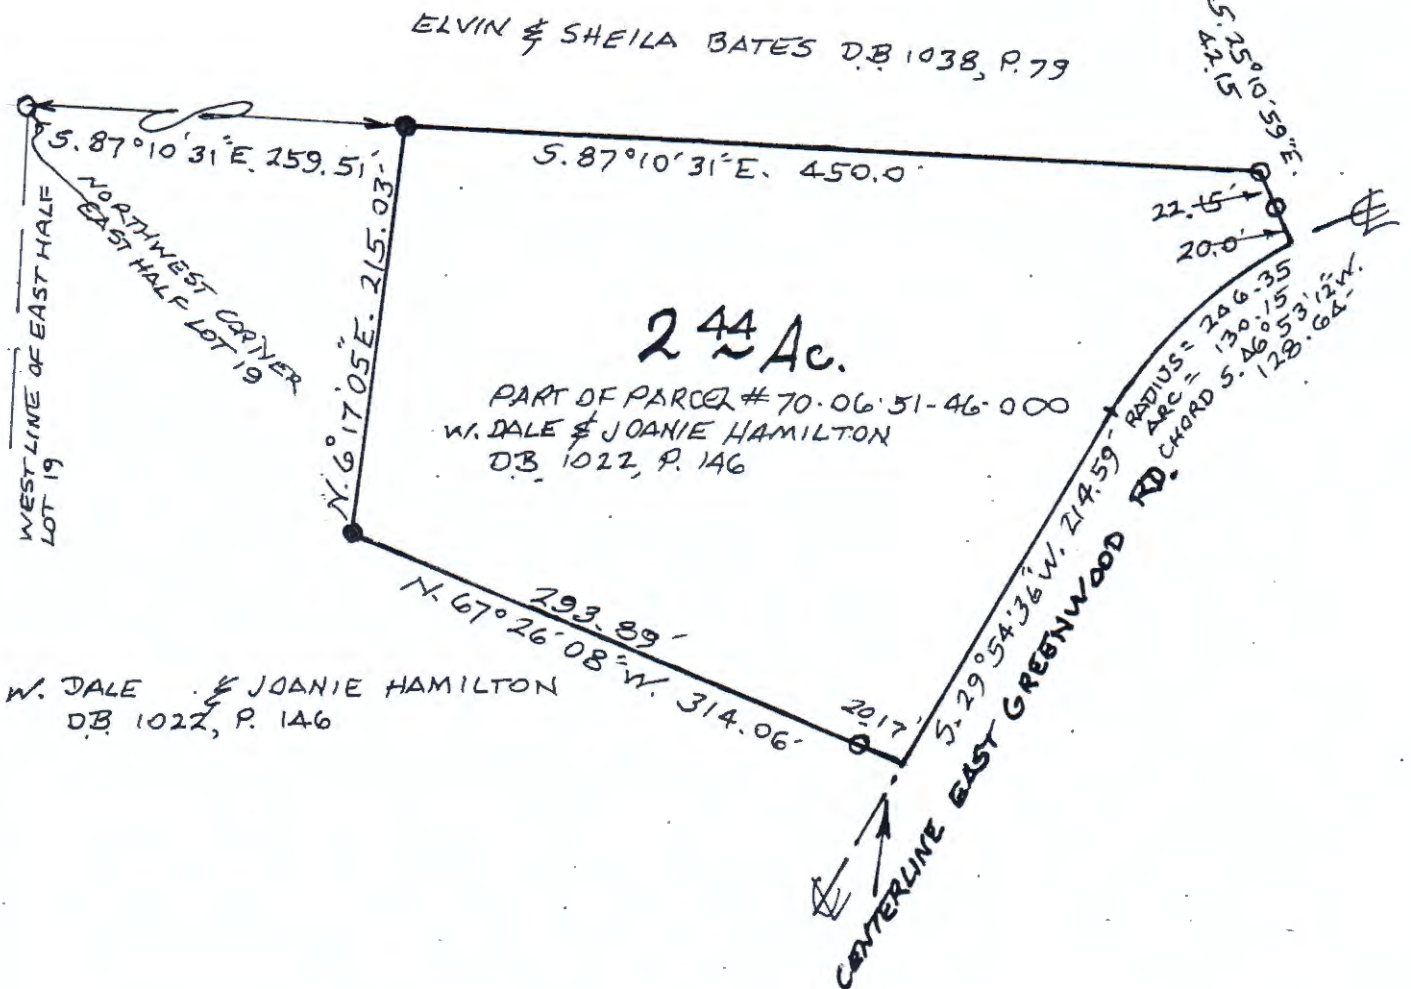 ELVIN & SHEILA BATES D.B 1038, P. 79
S. 25°10'59"E.
42.15
S. 87°10'31"E. 259.51'
S. 87°10'31"E. 450.0'
22.15'
20.0'
℄
NORTHWEST CORNER
EAST HALF LOT 19
WEST LINE OF EAST HALF
LOT 19
N. 6°17'05"E. 215.03'
2 44 Ac.
PART OF PARCEL # 70-06-51-46-000
W. DALE & JOANIE HAMILTON
D.B. 1022, P. 146
RADIUS = 246.35
ARC = 130.15
CHORD S. 46°53'12"W.
128.64'
S. 29°54'36"W. 214.59'
293.89'
N. 67°26'08"W. 314.06'
20.17'
W. DALE & JOANIE HAMILTON
D.B. 1022, P. 146
℄
CENTERLINE EAST GREENWOOD RD.